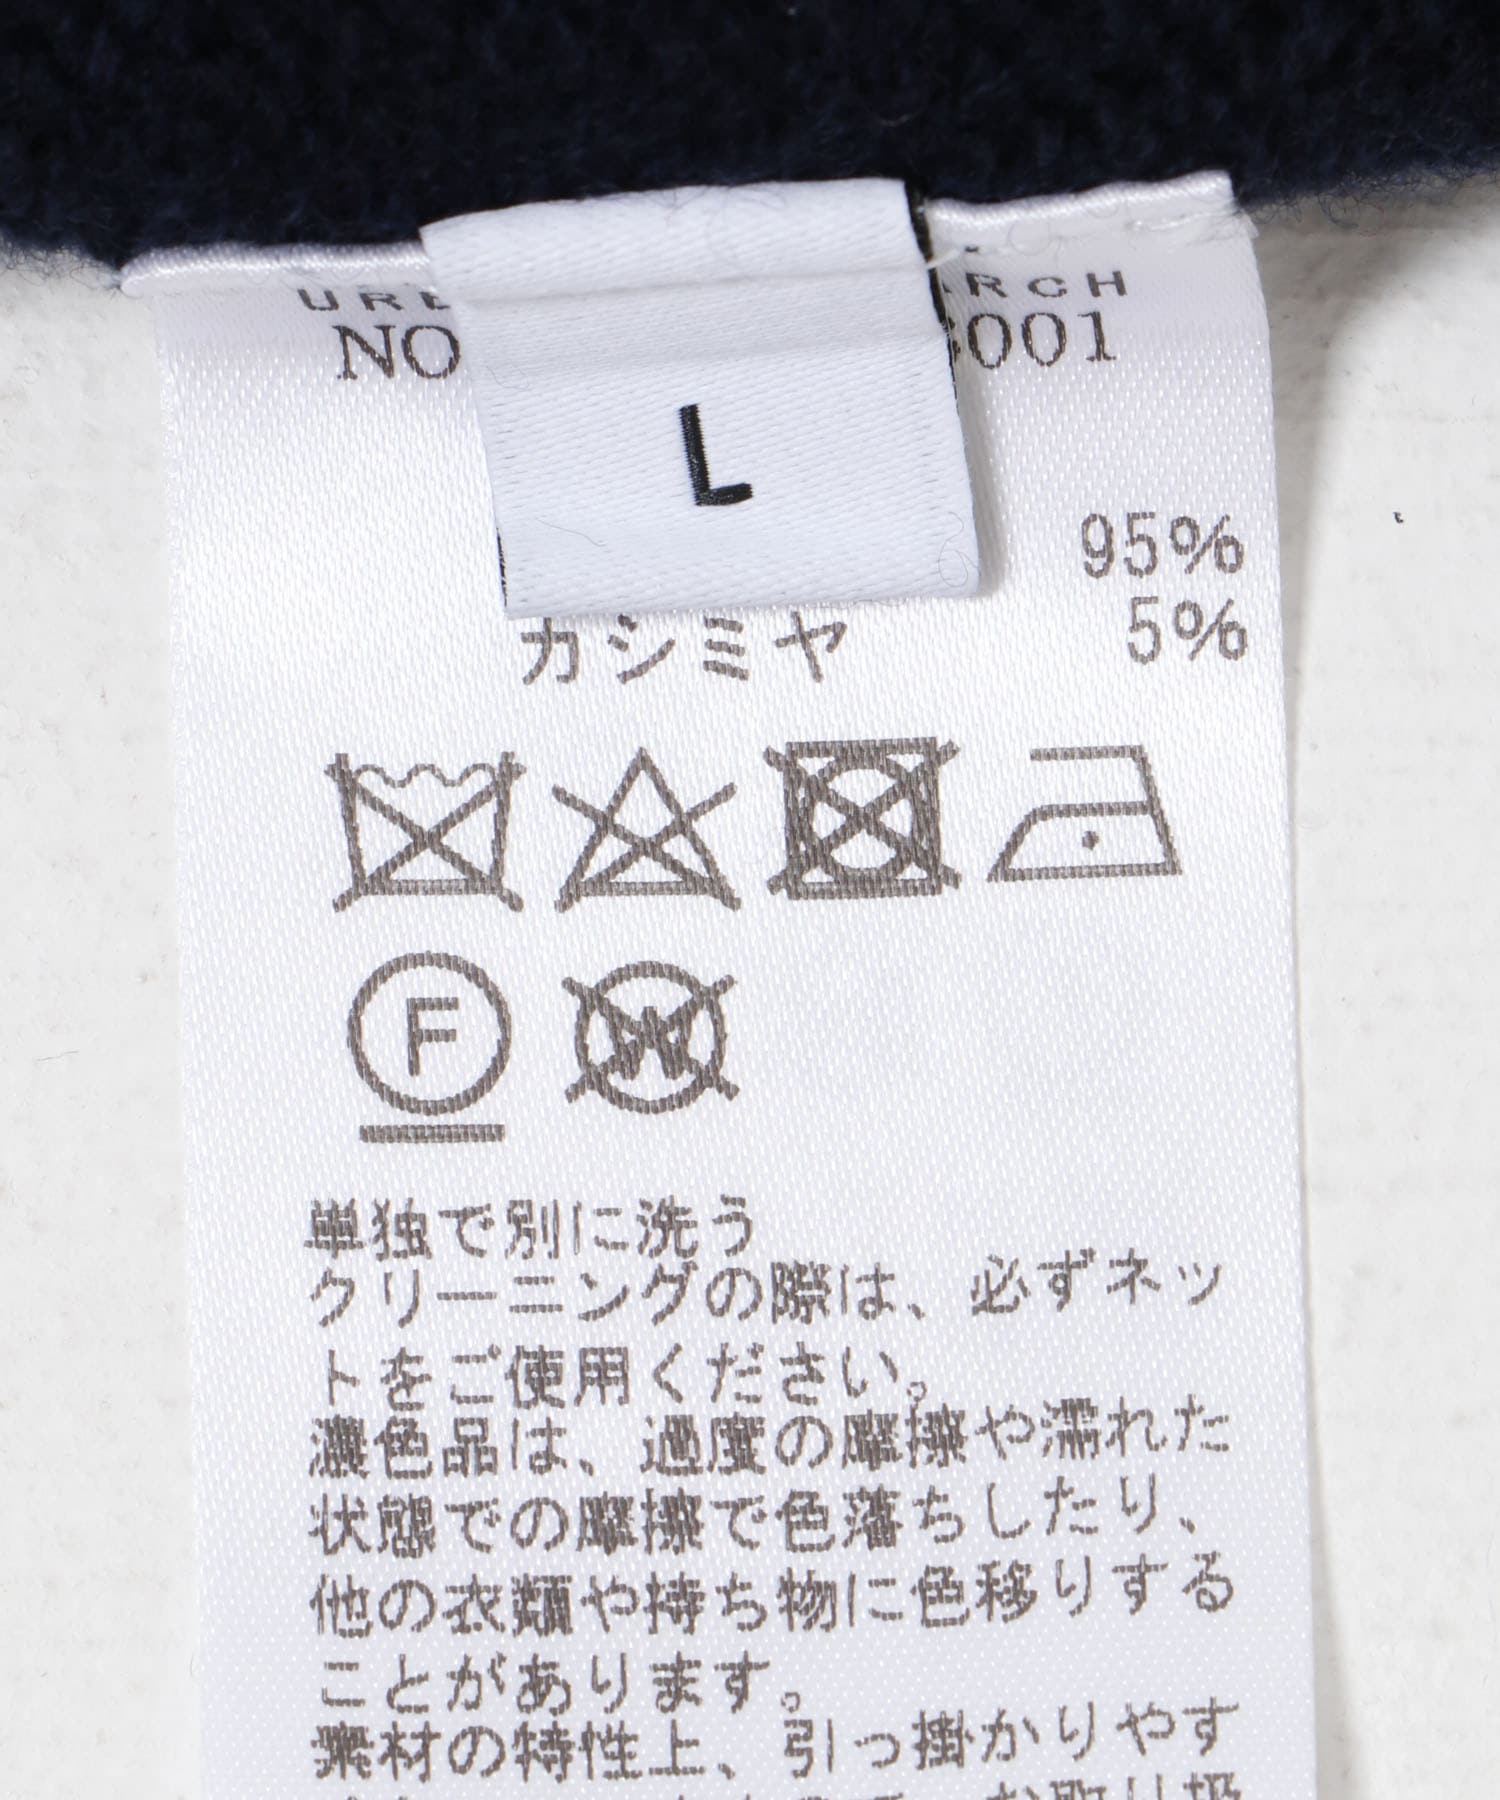 NO 001
L
95%
カシミヤ 5%
F
W
単独で別に洗う
クリーニングの際は、必ずネッ
トをご使用ください。
濃色品は、過度の摩擦や濡れた
状態での摩擦で色落ちしたり、
他の衣類や持ち物に色移りする
ことがあります。
素材の特性上、引っ掛かりやす